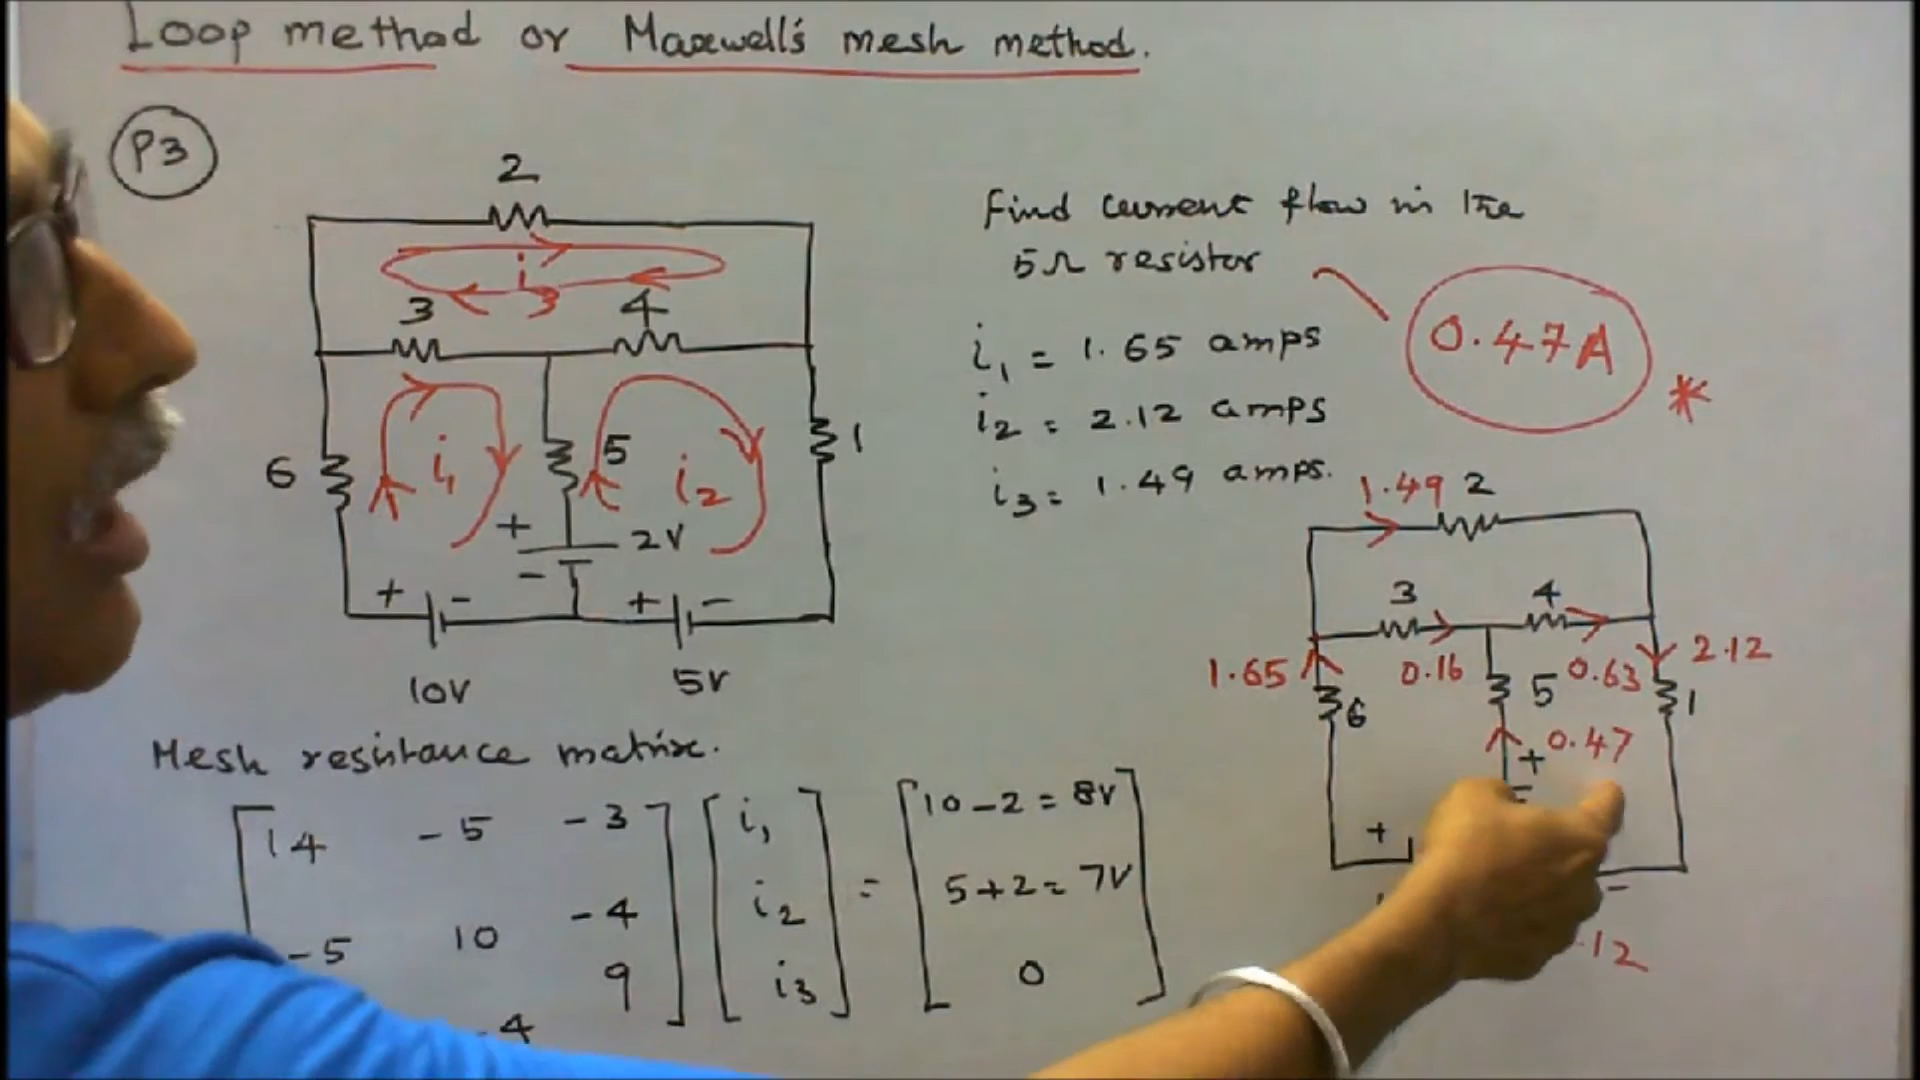 Loop method or Maxwell's mesh method.
P3
2
i3
3 4
6 i1 5 i2 1
+ 2V
-
+ - + -
10V 5V
Find current flow in the
5Ω resistor
0.47A *
i1 = 1.65 amps
i2 = 2.12 amps
i3 = 1.49 amps.
1.49 2
3 4
1.65 0.16 0.63 2.12
6 5 1
+ 0.47
+
-
12
Mesh resistance matrix.
14 -5 -3 i1 = 10-2 = 8V
-5 10 -4 i2 5+2 = 7V
-4 9 i3 0